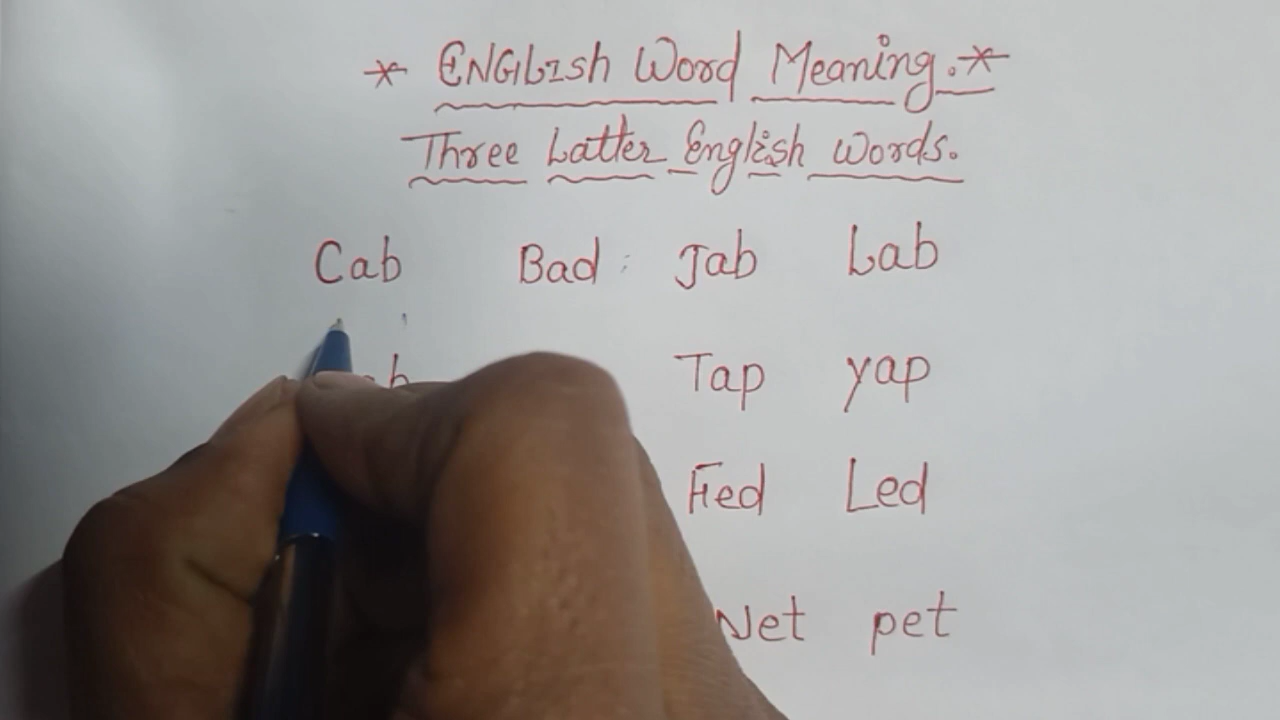 * ENGLish Word Meaning.*
Three Latter English words.
Cab Bad Jab Lab
Tap yap
Fed Led
Net pet